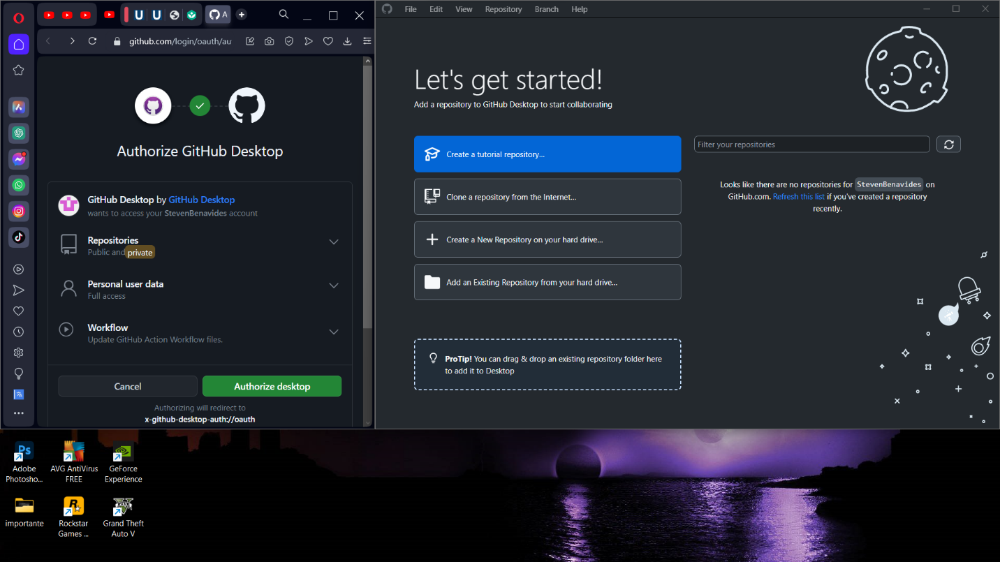 A
github.com/login/oauth/au
Authorize GitHub Desktop
GitHub Desktop by GitHub Desktop
wants to access your StevenBenavides account
Repositories
Public and private
Personal user data
Full access
Workflow
Update GitHub Action Workflow files.
Cancel
Authorize desktop
Authorizing will redirect to
x-github-desktop-auth://oauth
File Edit View Repository Branch Help
Let's get started!
Add a repository to GitHub Desktop to start collaborating
Create a tutorial repository...
Clone a repository from the Internet...
Create a New Repository on your hard drive...
Add an Existing Repository from your hard drive...
ProTip! You can drag & drop an existing repository folder here
to add it to Desktop
Filter your repositories
Looks like there are no repositories for StevenBenavides on
GitHub.com. Refresh this list if you've created a repository
recently.
Ps
Adobe
Photosho...
AVG AntiVirus
FREE
GeForce
Experience
importante
Rockstar
Games ...
Grand Theft
Auto V